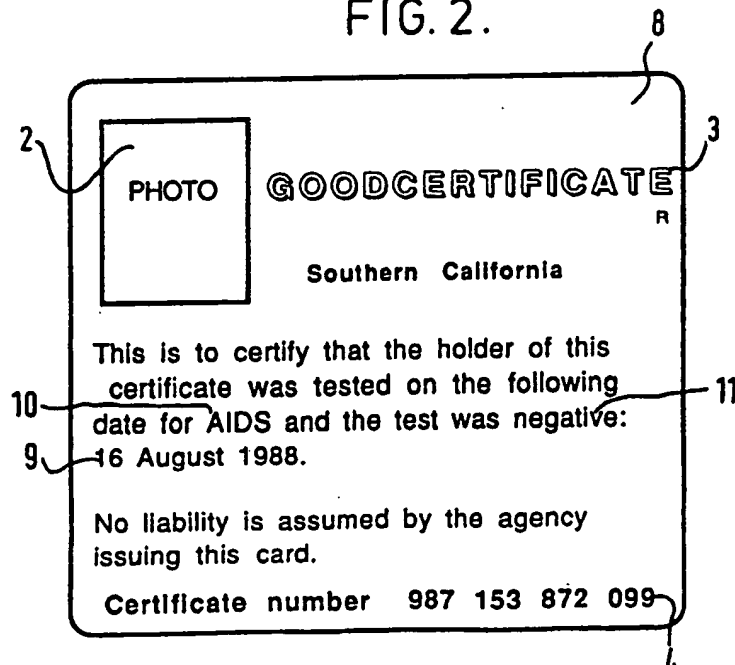 FIG. 2.
8
2
3
PHOTO
GOODCERTIFICATE
R
Southern California
This is to certify that the holder of this
certificate was tested on the following
10
11
date for AIDS and the test was negative:
9
16 August 1988.
No liability is assumed by the agency
issuing this card.
Certificate number 987 153 872 099